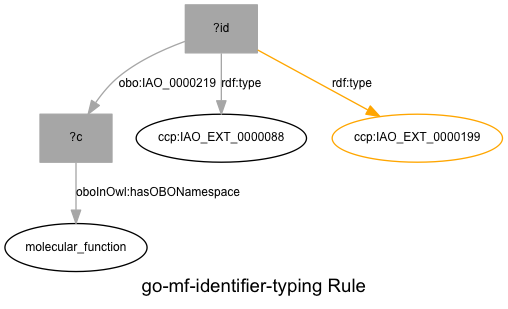 ?id
obo:IAO_0000219
rdf:type
rdf:type
?c
ccp:IAO_EXT_0000088
ccp:IAO_EXT_0000199
oboInOwl:hasOBONamespace
molecular_function
go-mf-identifier-typing Rule